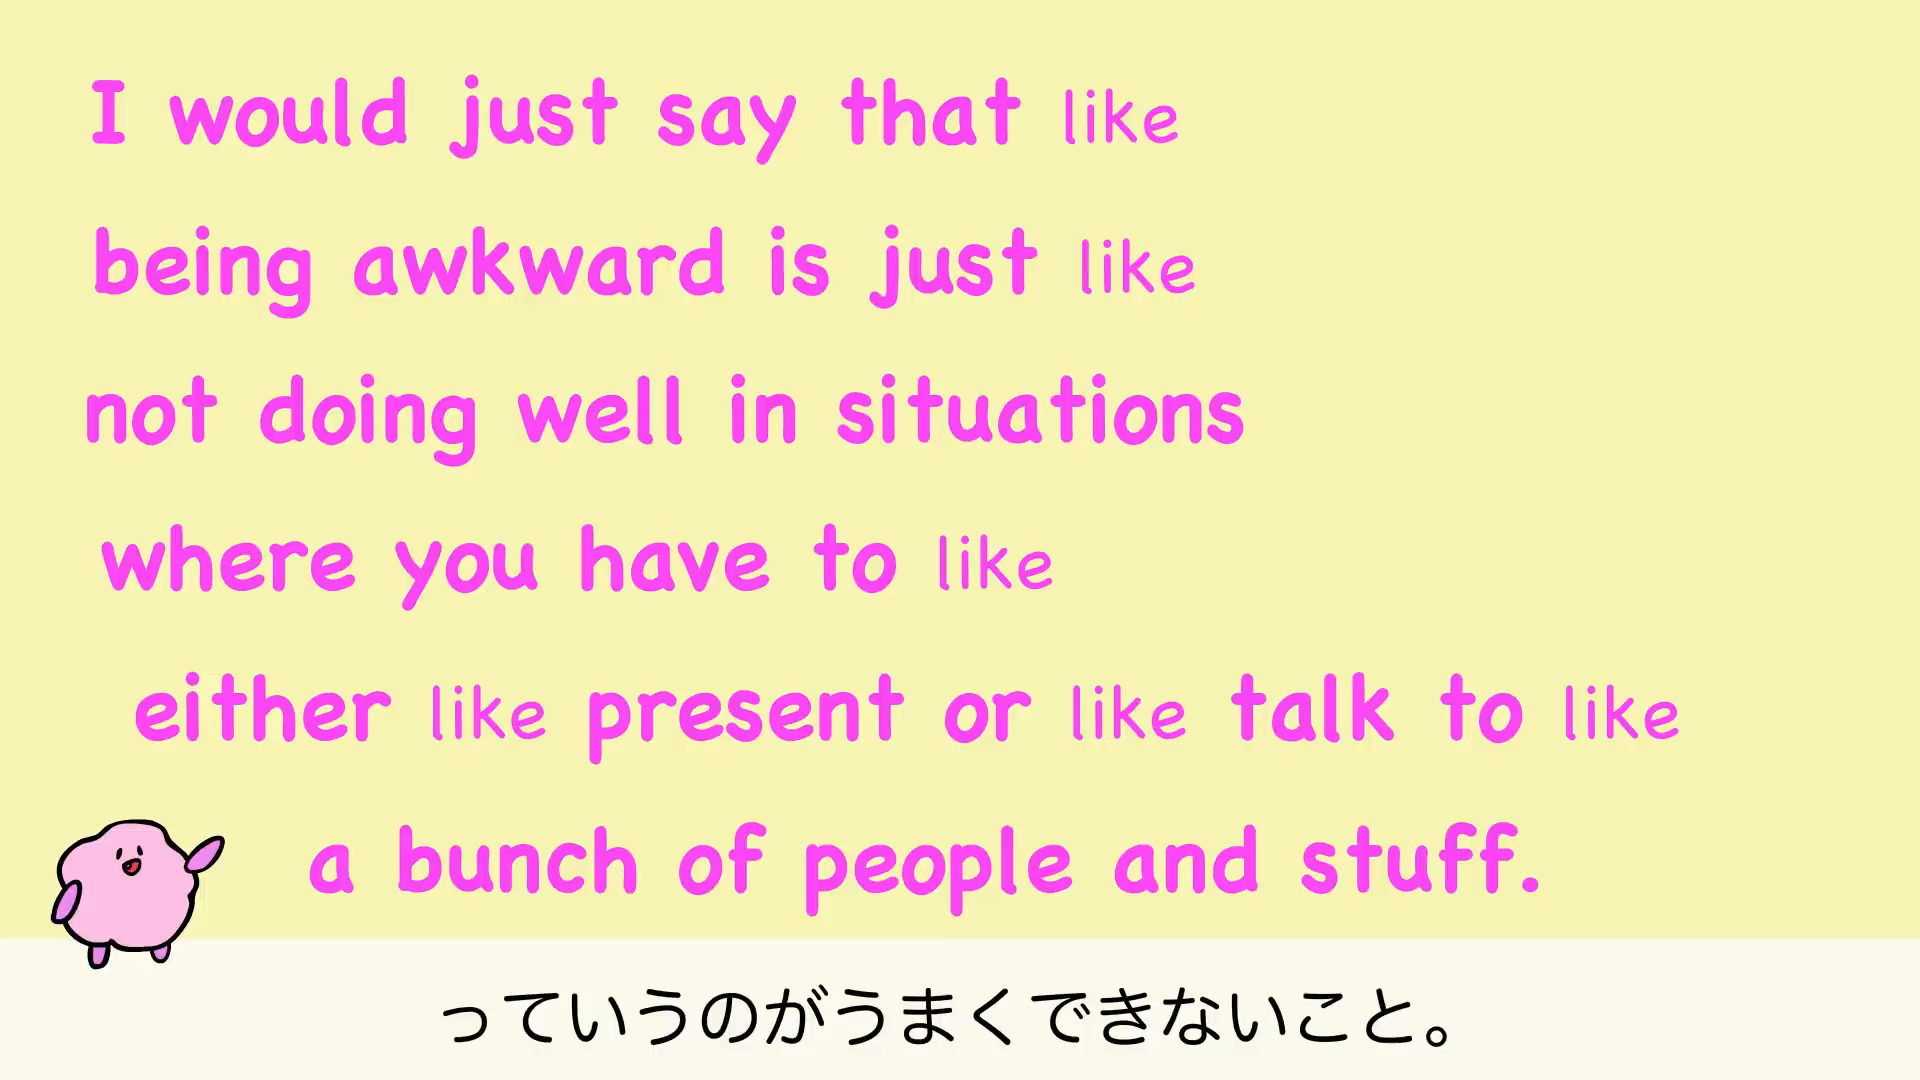 I would just say that like
being awkward is just like
not doing well in situations
where you have to like
either like present or like talk to like
a bunch of people and stuff.
っていうのがうまくできないこと。